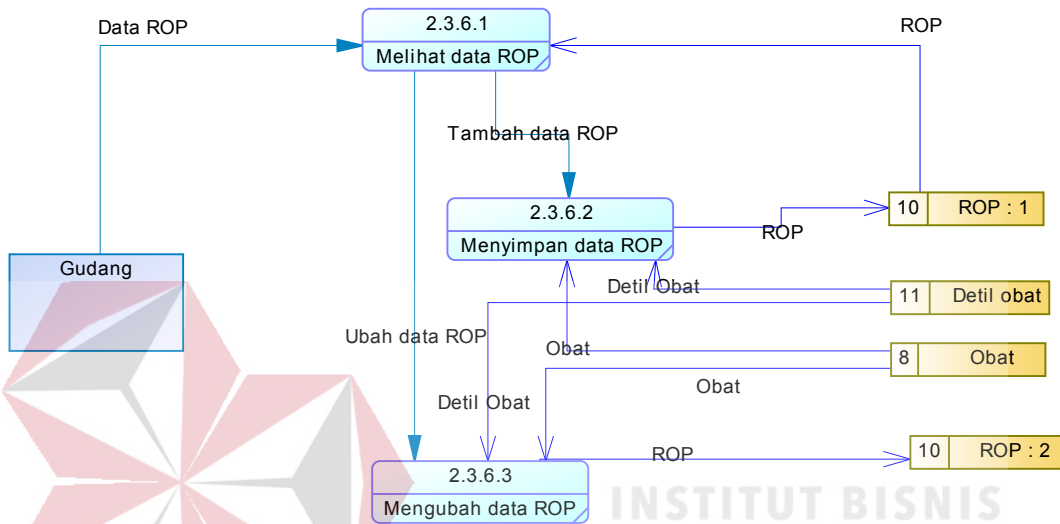 Data ROP
2.3.6.1
Melihat data ROP
ROP
Tambah data ROP
2.3.6.2
Menyimpan data ROP
ROP
10 ROP : 1
Gudang
Detil Obat
11 Detil obat
Ubah data ROP
Obat
8 Obat
Obat
Detil Obat
ROP
10 ROP : 2
2.3.6.3
Mengubah data ROP
INSTITUT BISNIS